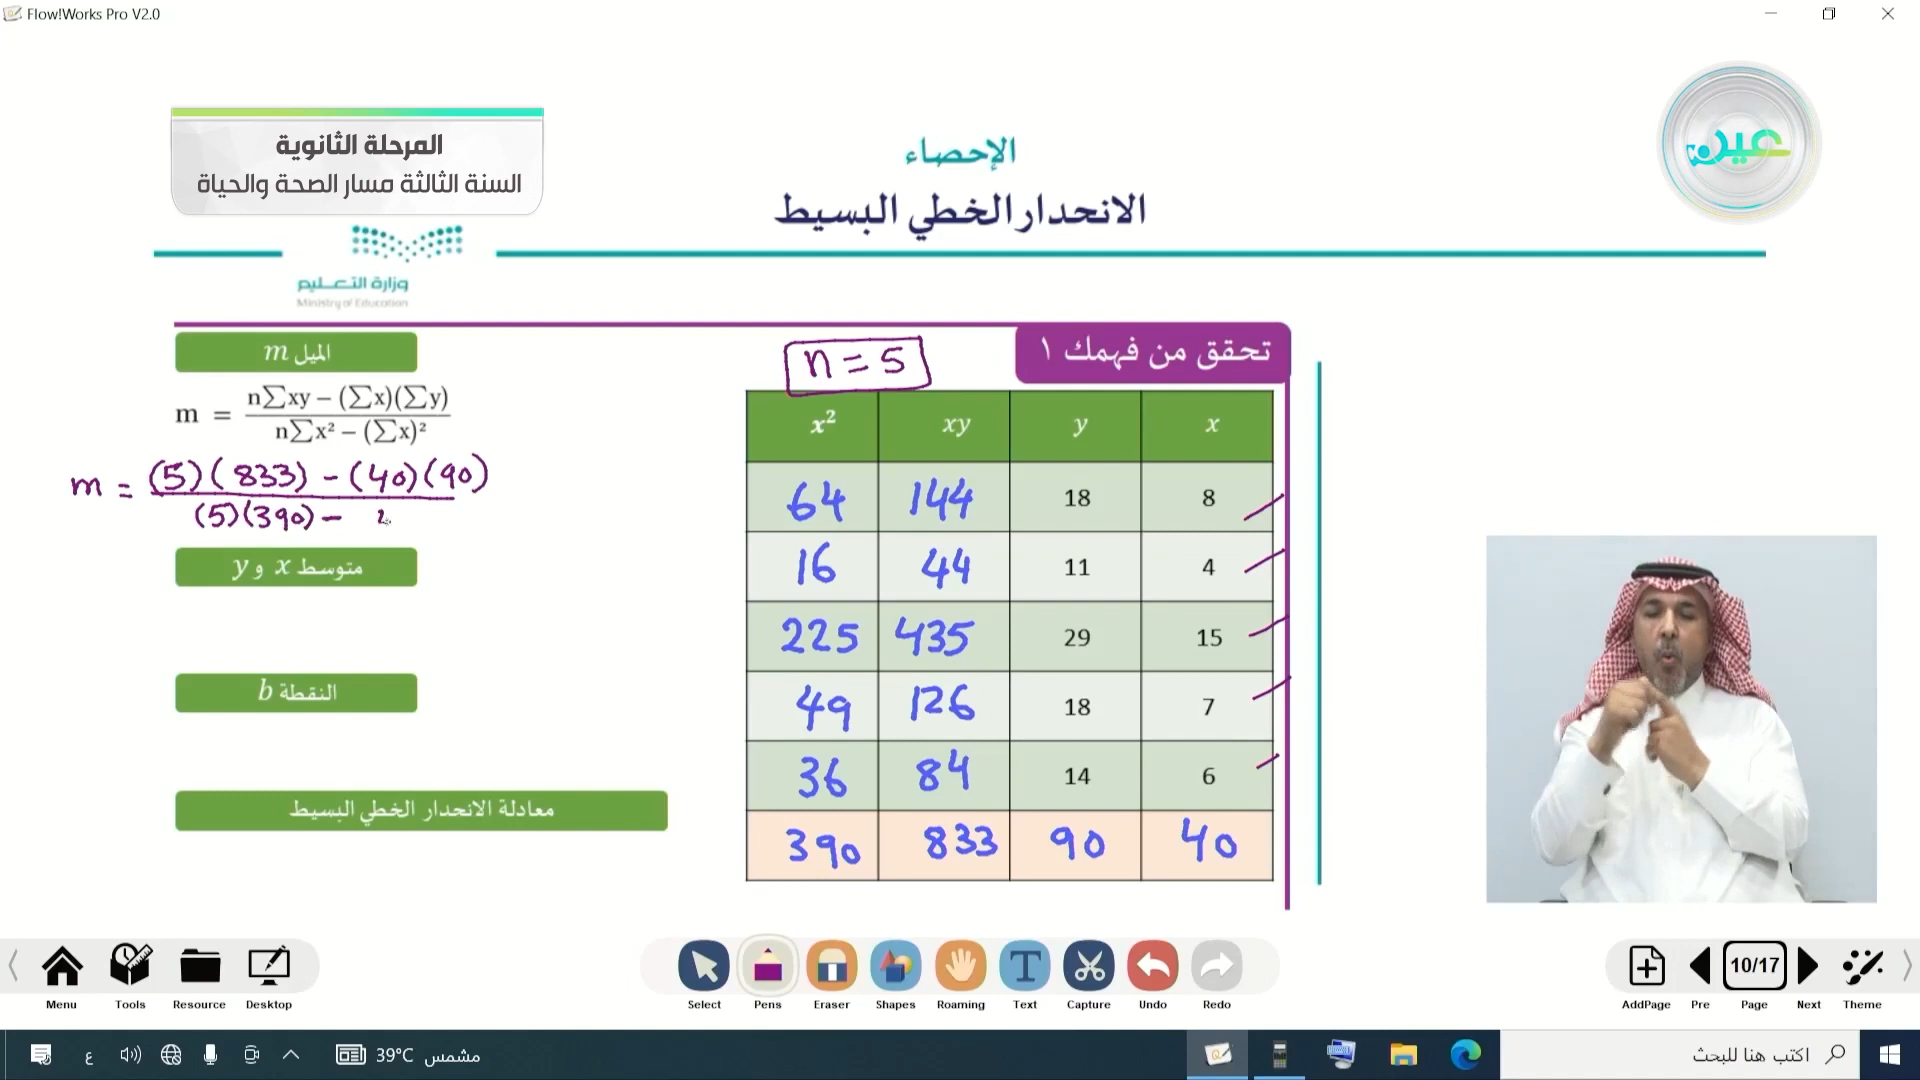 Flow!Works Pro V2.0
المرحلة الثانوية
السنة الثالثة مسار الصحة والحياة
الإحصاء
الانحدار الخطي البسيط
عين
وزارة التعليم
Ministry of Education
تحقق من فهمك ١
n = 5
الميل m
m = n∑xy – (∑x)(∑y) / n∑x² – (∑x)²
m = (5)(833) - (40)(90) / (5)(390) -
متوسط x و y
النقطة b
معادلة الانحدار الخطي البسيط
x² xy y x
64 144 18 8
16 44 11 4
225 435 29 15
49 126 18 7
36 84 14 6
390 833 90 40
Menu Tools Resource Desktop
Select Pens Eraser Shapes Roaming Text Capture Undo Redo
10/17
AddPage Pre Page Next Theme
ع
39°C مشمس
اكتب هنا للبحث